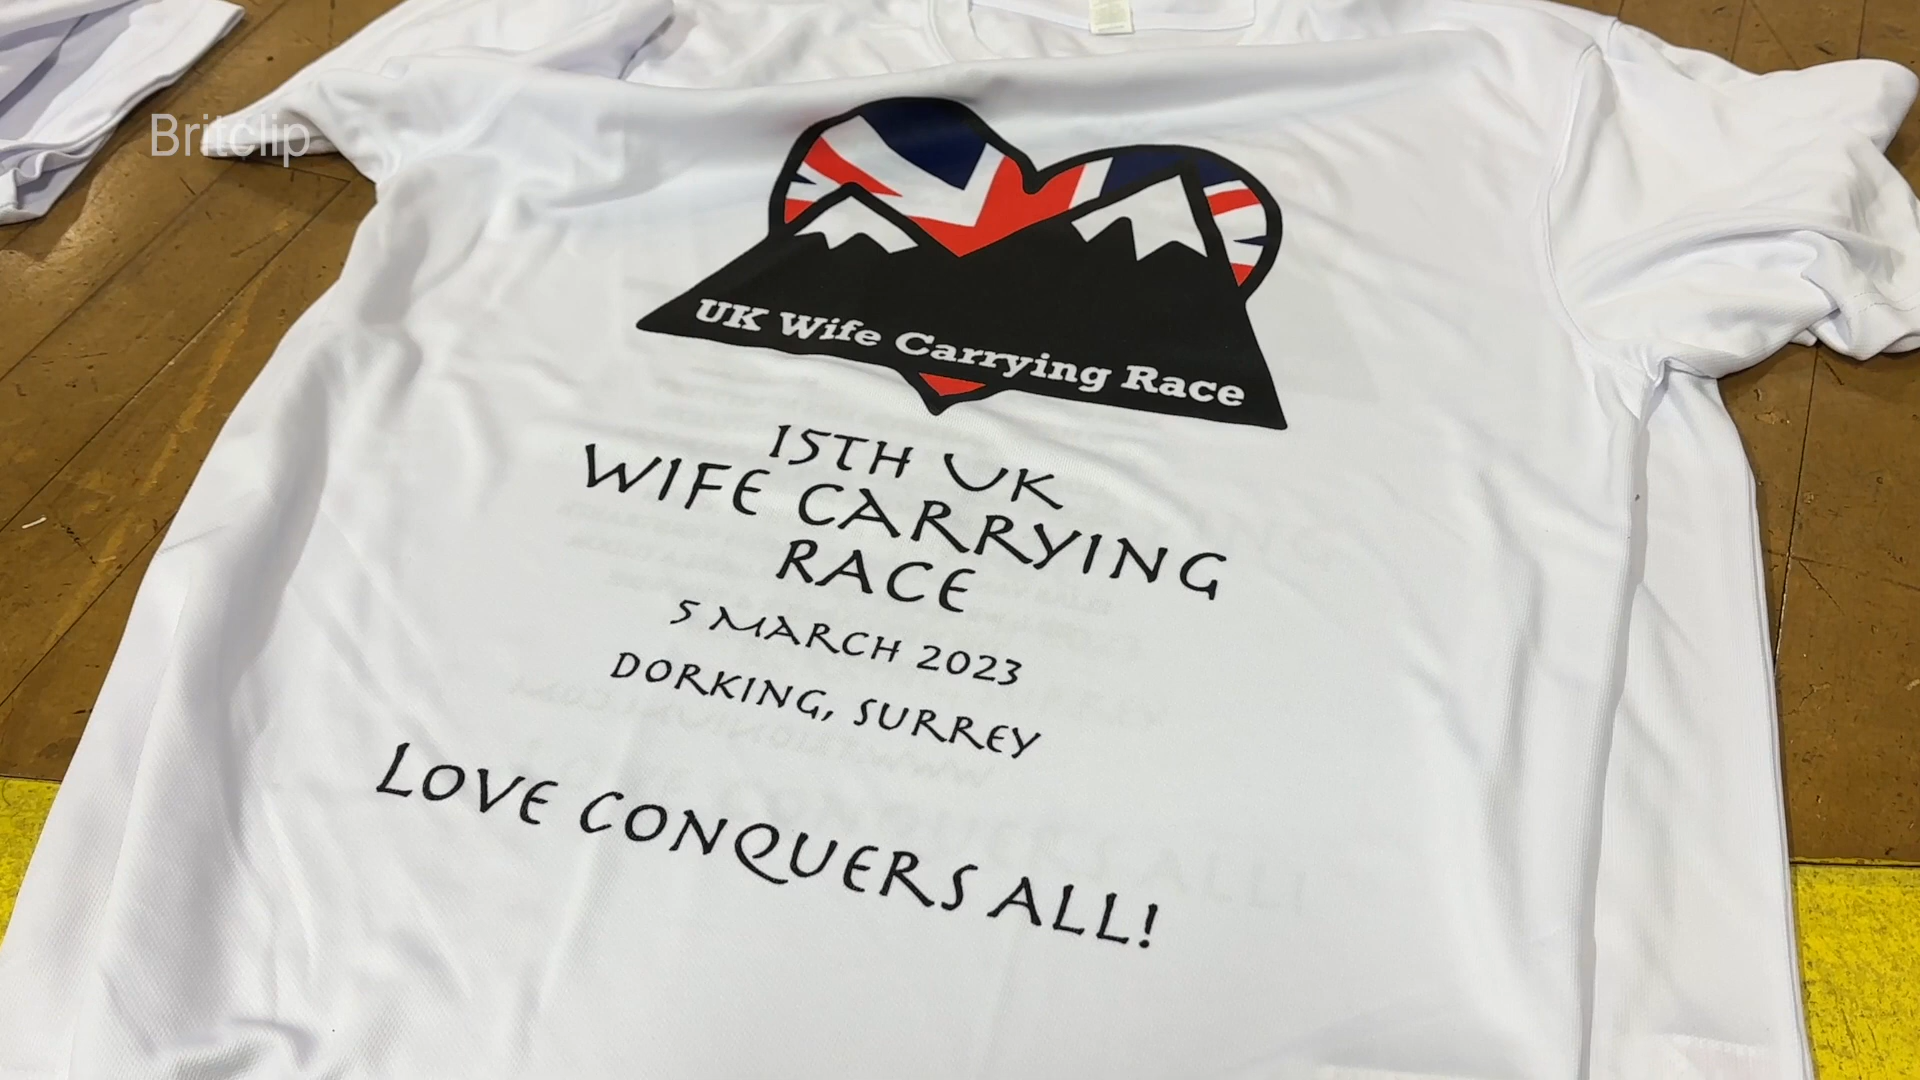 Britclip
UK Wife Carrying Race
15TH UK
WIFE CARRYING
RACE
5 MARCH 2023
DORKING, SURREY
LOVE CONQUERS ALL!